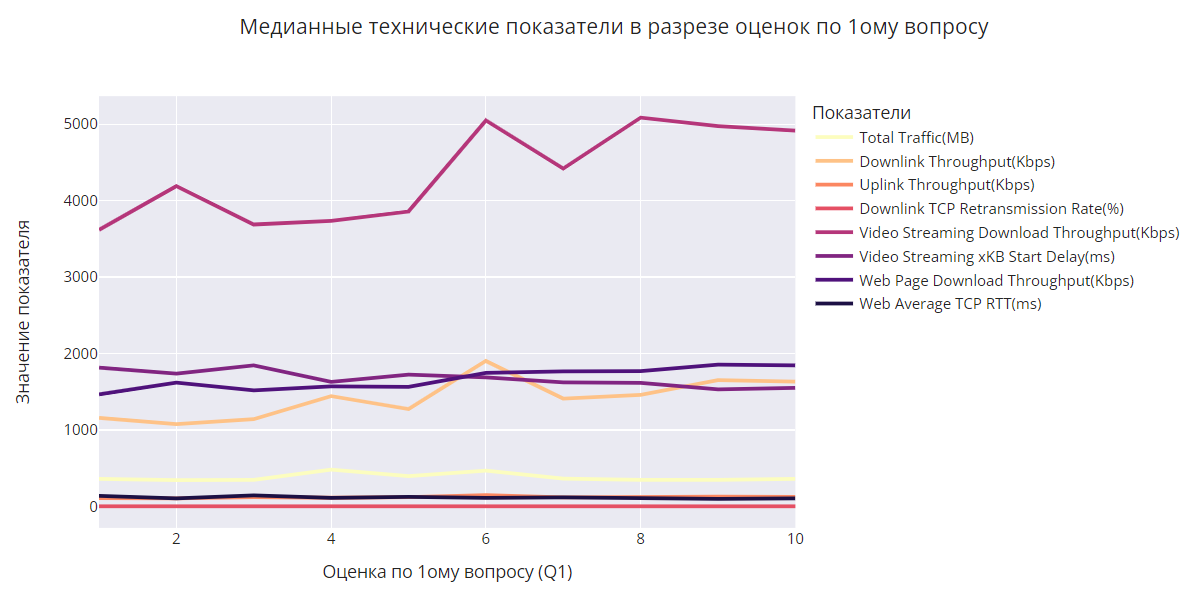 Медианные технические показатели в разрезе оценок по 1ому вопросу
Показатели
Total Traffic(MB)
Downlink Throughput(Kbps)
Uplink Throughput(Kbps)
Downlink TCP Retransmission Rate(%)
Video Streaming Download Throughput(Kbps)
Video Streaming xKB Start Delay(ms)
Web Page Download Throughput(Kbps)
Web Average TCP RTT(ms)
Значение показателя
5000
4000
3000
2000
1000
0
2 4 6 8 10
Оценка по 1ому вопросу (Q1)